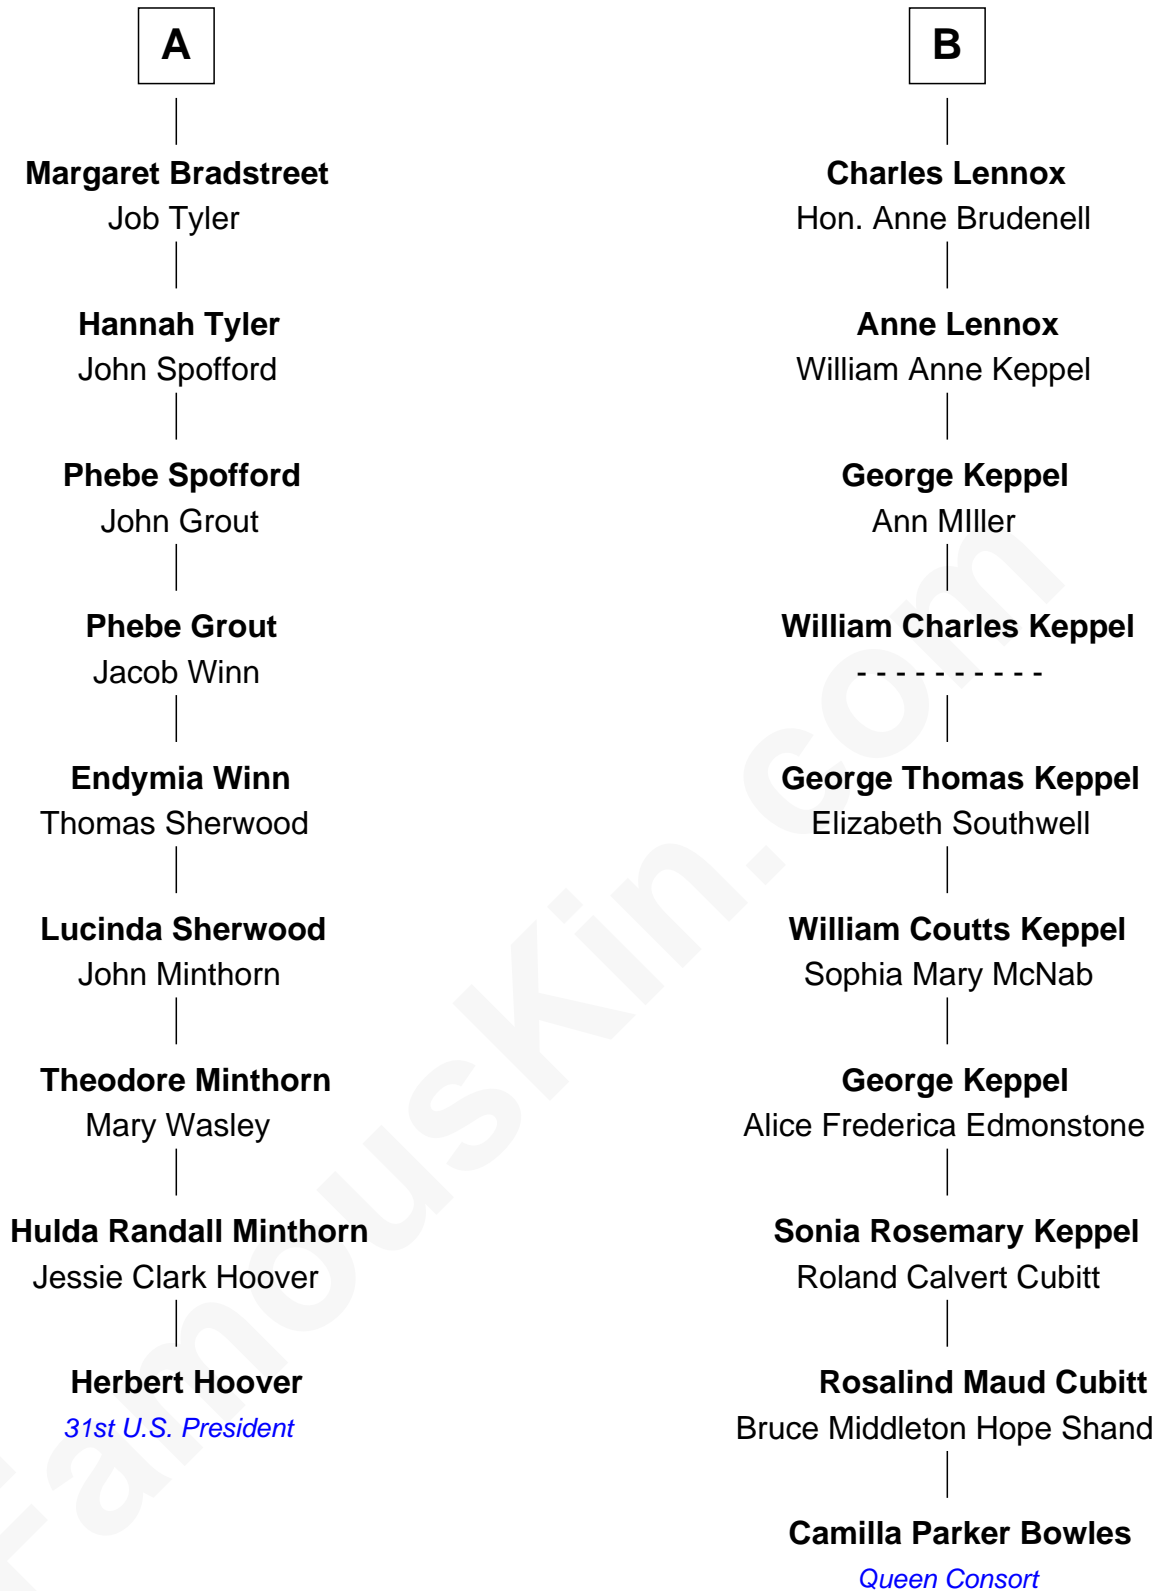 A
Margaret Bradstreet
Job Tyler
Hannah Tyler
John Spofford
Phebe Spofford
John Grout
Phebe Grout
Jacob Winn
Endymia Winn
Thomas Sherwood
Lucinda Sherwood
John Minthorn
Theodore Minthorn
Mary Wasley
Hulda Randall Minthorn
Jessie Clark Hoover
Herbert Hoover
31st U.S. President
B
Charles Lennox
Hon. Anne Brudenell
Anne Lennox
William Anne Keppel
George Keppel
Ann MIller
William Charles Keppel
- - - - - - - - - -
George Thomas Keppel
Elizabeth Southwell
William Coutts Keppel
Sophia Mary McNab
George Keppel
Alice Frederica Edmonstone
Sonia Rosemary Keppel
Roland Calvert Cubitt
Rosalind Maud Cubitt
Bruce Middleton Hope Shand
Camilla Parker Bowles
Queen Consort
FamousKin.com